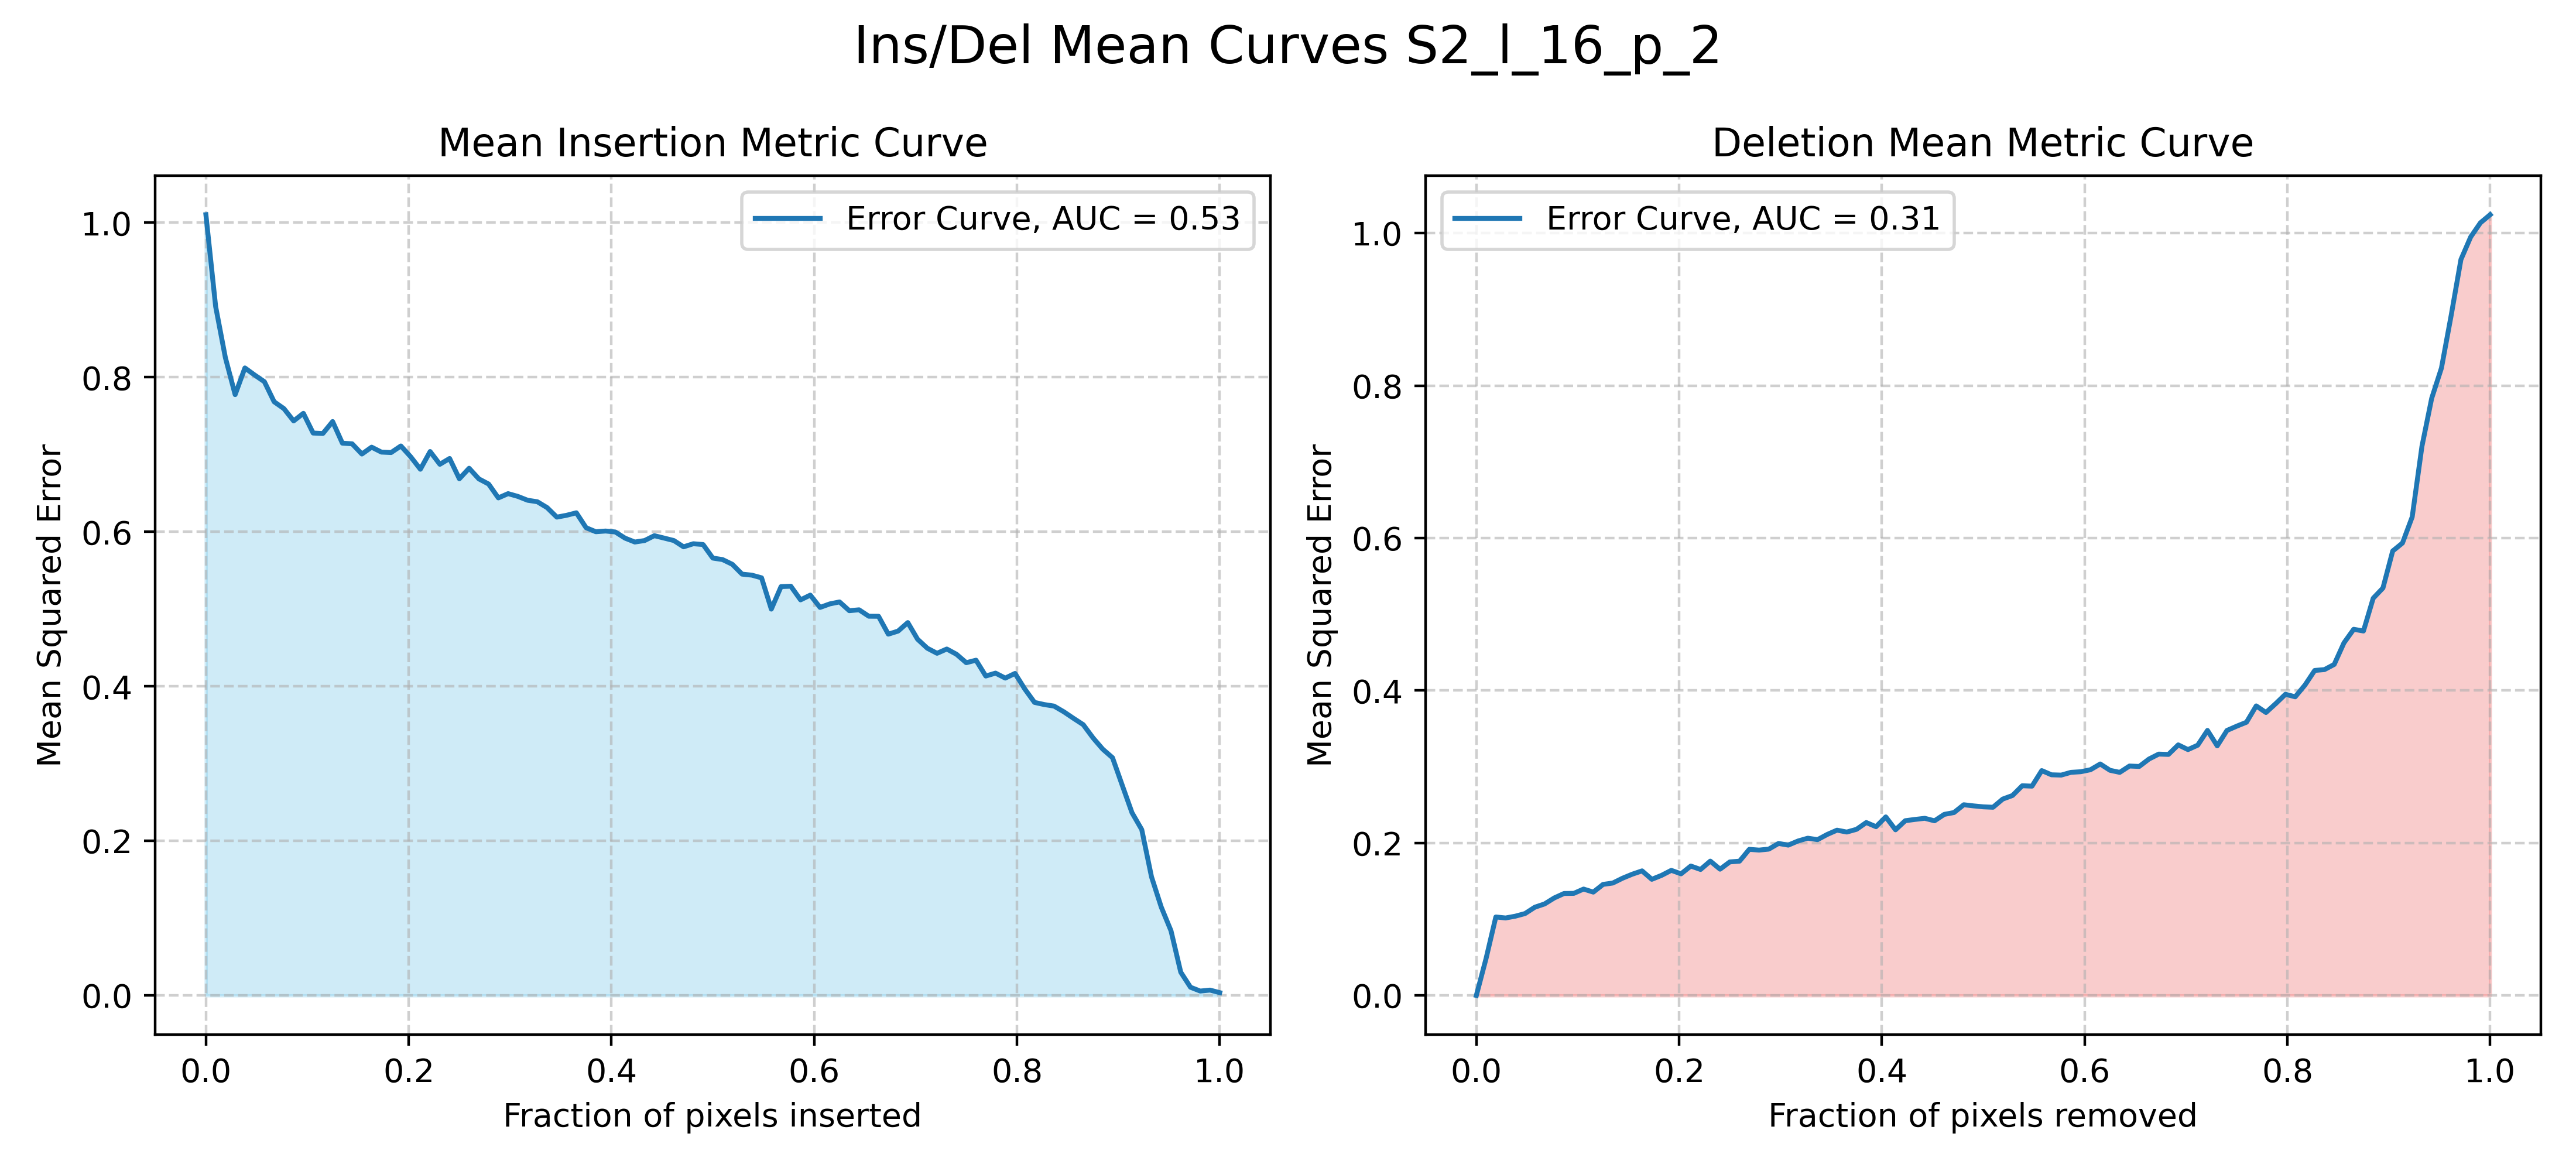 Ins/Del Mean Curves S2_l_16_p_2
Mean Insertion Metric Curve
Error Curve, AUC = 0.53
Mean Squared Error
1.0
0.8
0.6
0.4
0.2
0.0
0.0 0.2 0.4 0.6 0.8 1.0
Fraction of pixels inserted
Deletion Mean Metric Curve
Error Curve, AUC = 0.31
Mean Squared Error
1.0
0.8
0.6
0.4
0.2
0.0
0.0 0.2 0.4 0.6 0.8 1.0
Fraction of pixels removed